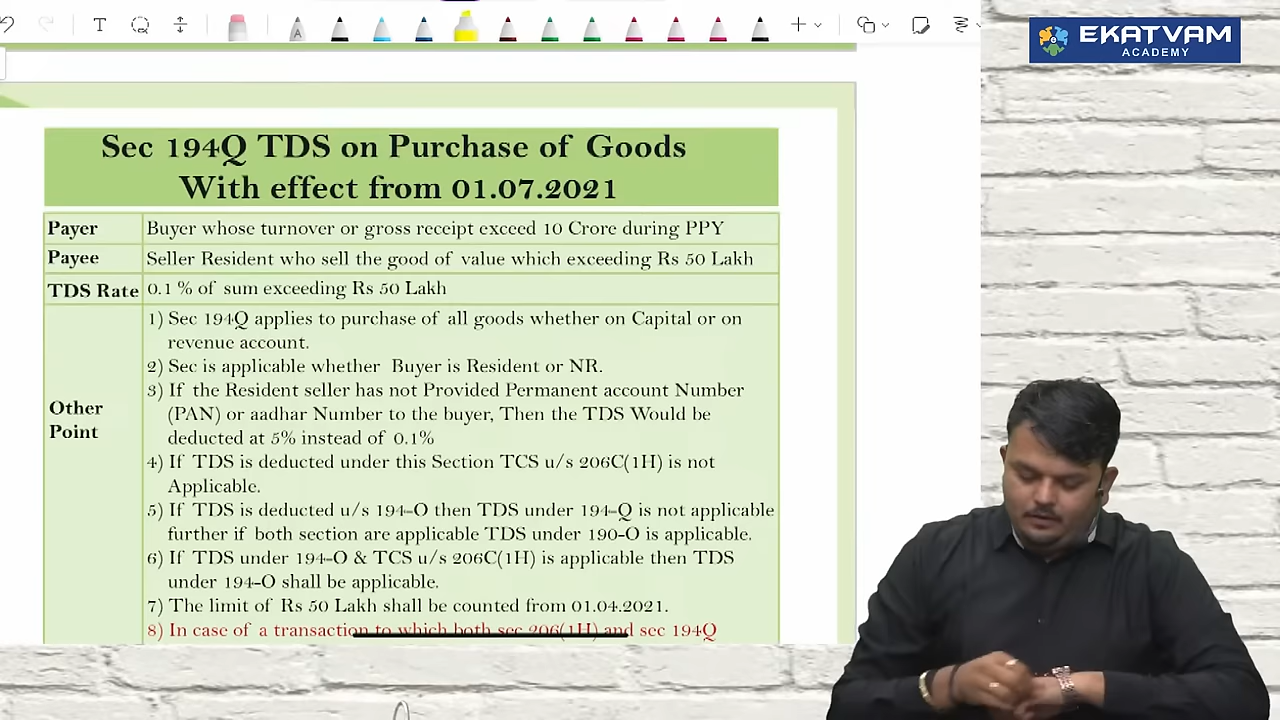 EKATVAM
ACADEMY
Sec 194Q TDS on Purchase of Goods
With effect from 01.07.2021
Payer
Buyer whose turnover or gross receipt exceed 10 Crore during PPY
Payee
Seller Resident who sell the good of value which exceeding Rs 50 Lakh
TDS Rate
0.1 % of sum exceeding Rs 50 Lakh
Other
Point
1) Sec 194Q applies to purchase of all goods whether on Capital or on
revenue account.
2) Sec is applicable whether Buyer is Resident or NR.
3) If the Resident seller has not Provided Permanent account Number
(PAN) or aadhar Number to the buyer, Then the TDS Would be
deducted at 5% instead of 0.1%
4) If TDS is deducted under this Section TCS u/s 206C(1H) is not
Applicable.
5) If TDS is deducted u/s 194-O then TDS under 194-Q is not applicable
further if both section are applicable TDS under 190-O is applicable.
6) If TDS under 194-O & TCS u/s 206C(1H) is applicable then TDS
under 194-O shall be applicable.
7) The limit of Rs 50 Lakh shall be counted from 01.04.2021.
8) In case of a transaction to which both sec 206(1H) and sec 194Q